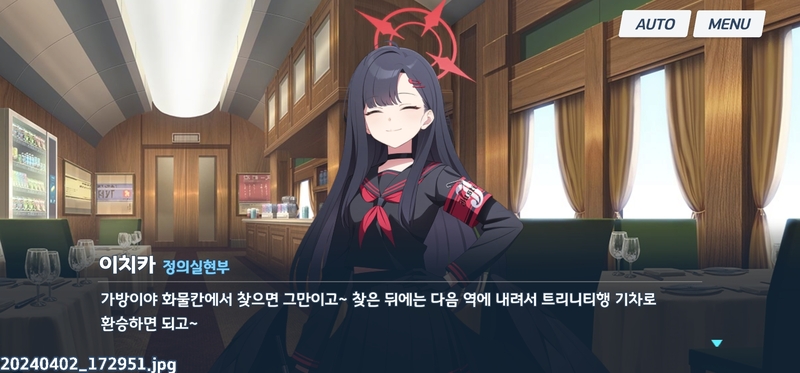 AUTO
MENU
이치카 정의실현부
가방이야 화물칸에서 찾으면 그만이고~ 찾은 뒤에는 다음 역에 내려서 트리니티행 기차로
환승하면 되고~
20240402_172951.jpg